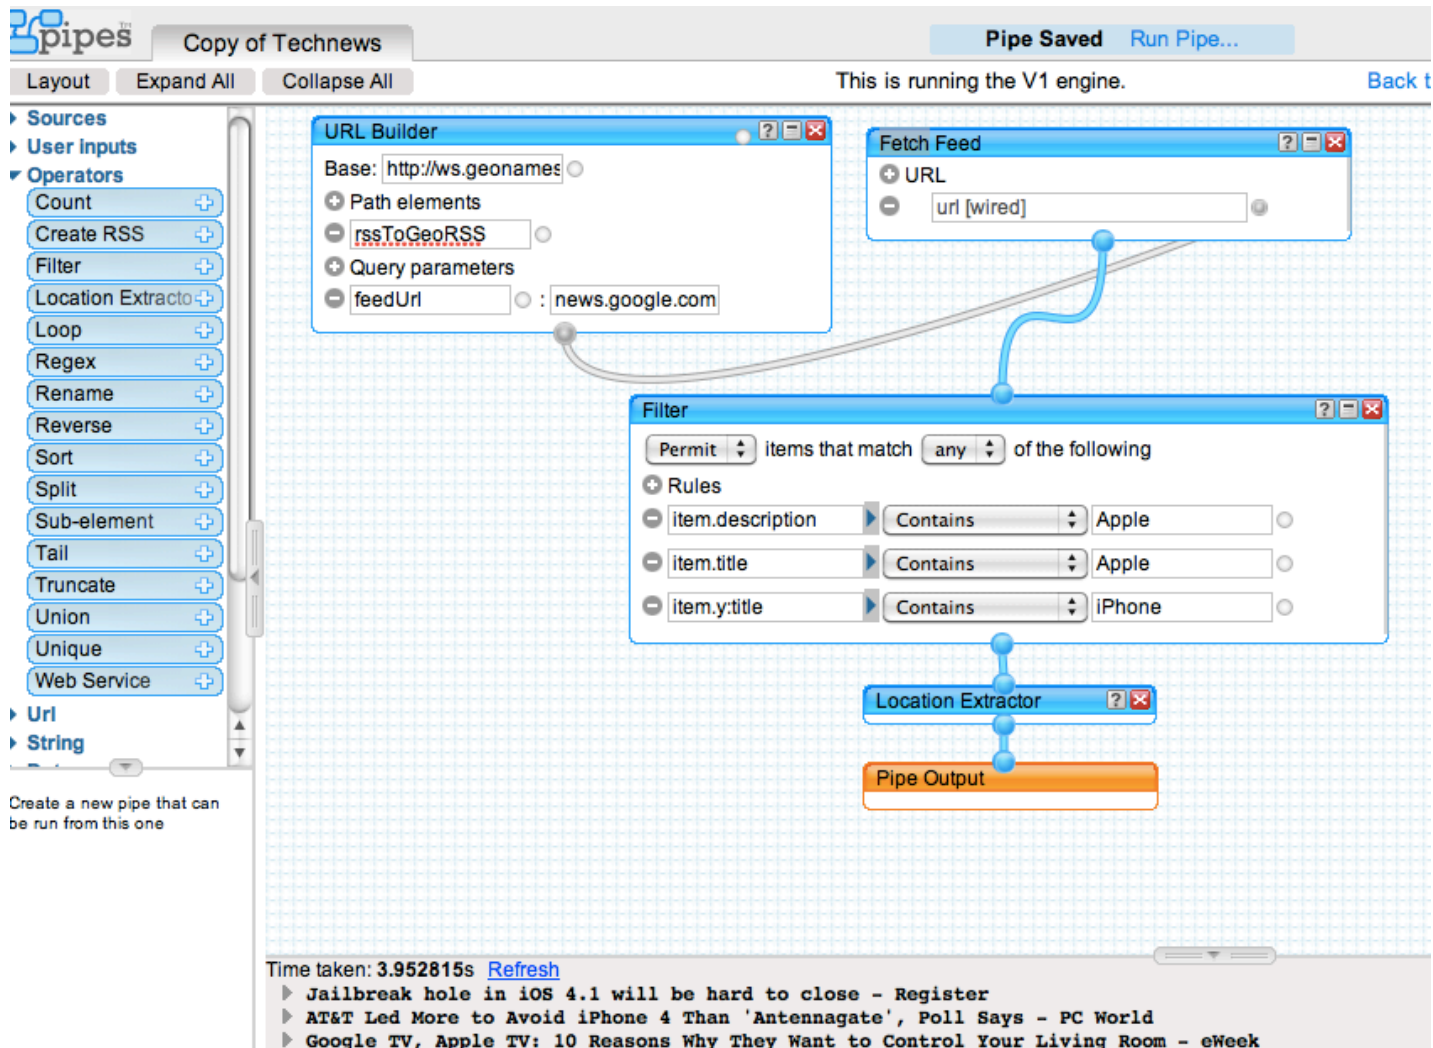 pipes TM
Copy of Technews
Pipe Saved Run Pipe...
Layout Expand All Collapse All
This is running the V1 engine.
Back t
Sources
User inputs
Operators
Count
Create RSS
Filter
Location Extracto
Loop
Regex
Rename
Reverse
Sort
Split
Sub-element
Tail
Truncate
Union
Unique
Web Service
Url
String
Create a new pipe that can
be run from this one
URL Builder
Base: http://ws.geonames
Path elements
rssToGeoRSS
Query parameters
feedUrl : news.google.com
Fetch Feed
URL
url [wired]
Filter
Permit items that match any of the following
Rules
item.description Contains Apple
item.title Contains Apple
item.y:title Contains iPhone
Location Extractor
Pipe Output
Time taken: 3.952815s Refresh
Jailbreak hole in iOS 4.1 will be hard to close - Register
AT&T Led More to Avoid iPhone 4 Than 'Antennagate', Poll Says - PC World
Google TV, Apple TV: 10 Reasons Why They Want to Control Your Living Room - eWeek